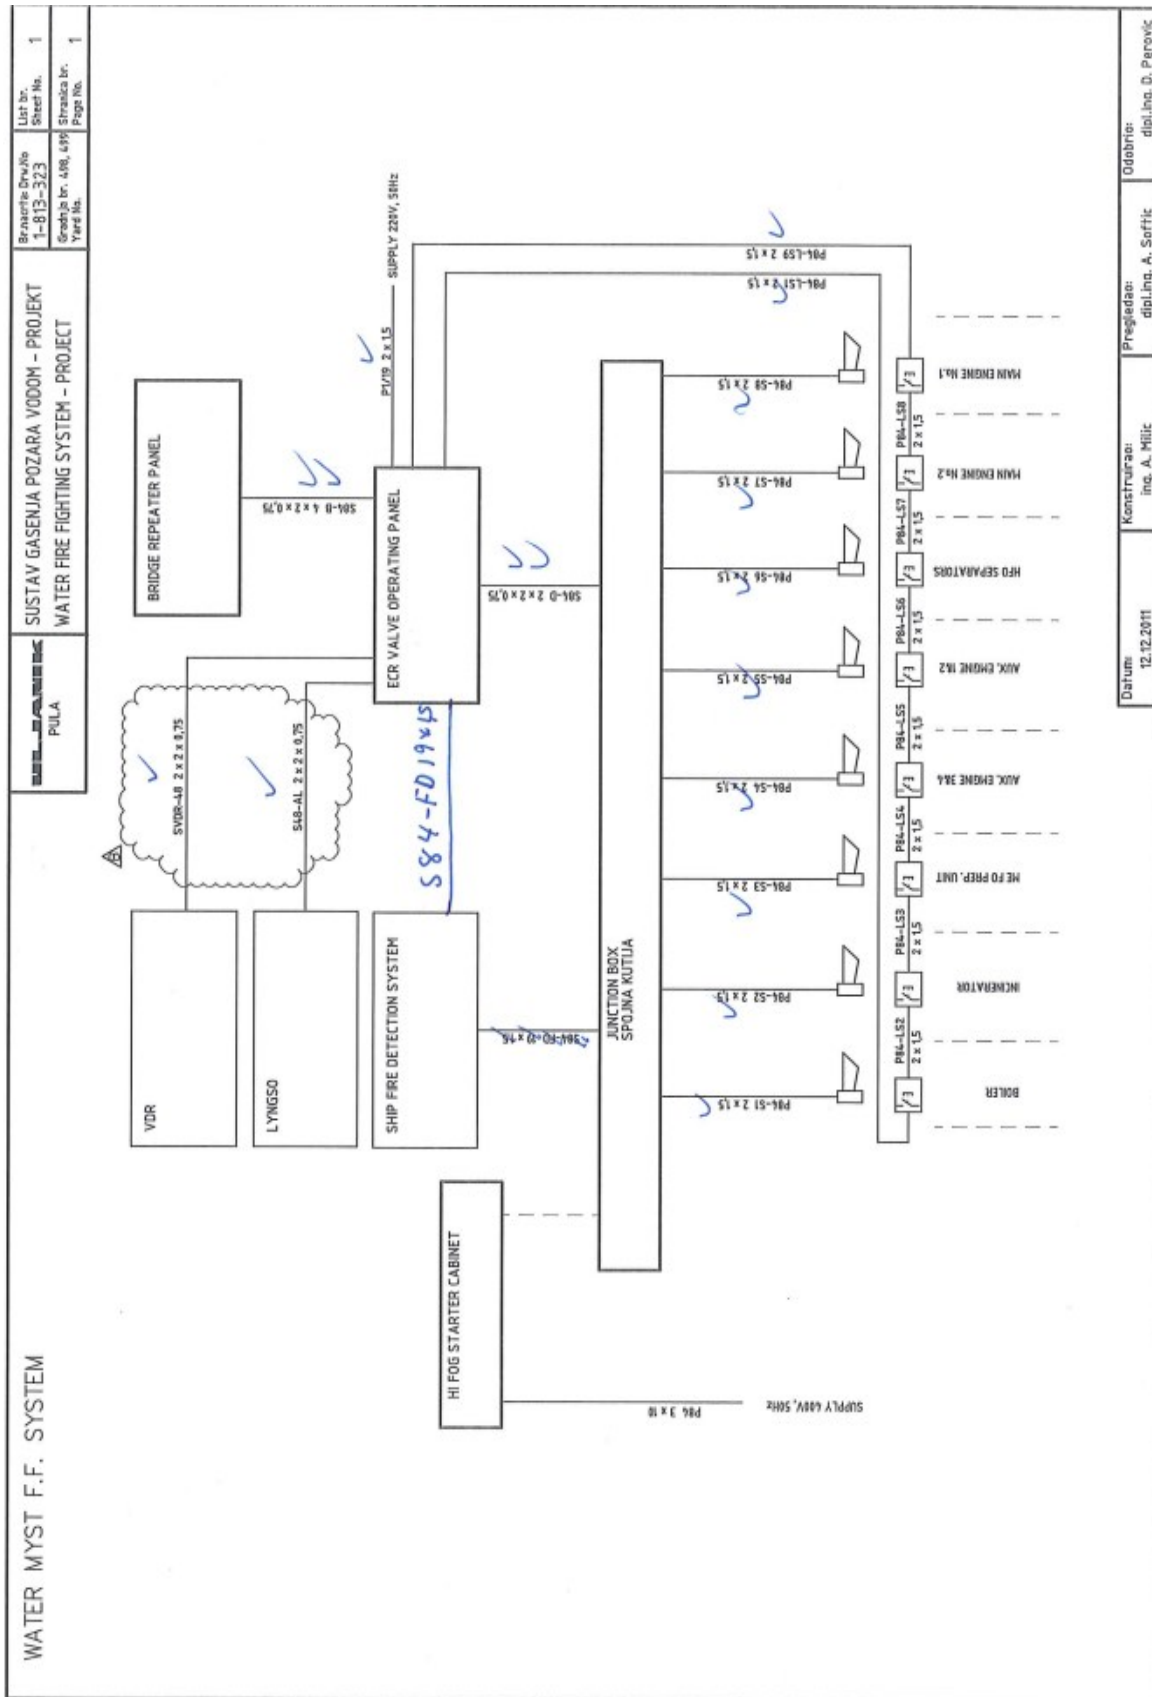 WATER MYST F.F. SYSTEM
PULA
SUSTAV GASENJA POZARA VODOM - PROJEKT
WATER FIRE FIGHTING SYSTEM - PROJECT
Br.nacrta: Drw.No
1-813-323
Gradnja br. 498, 499
Yard No.
List br.
Sheet No. 1
Stranica br.
Page No. 1
VDR
LYNGSO
SHIP FIRE DETECTION SYSTEM
HI FOG STARTER CABINET
SVDR-48 2 x 2 x 0,75
S48-AL 2 x 2 x 0,75
S84-FD 19x1,5
BRIDGE REPEATER PANEL
S84-B 4 x 2 x 0,75
ECR VALVE OPERATING PANEL
P1/19 2 x 1,5
SUPPLY 220V, 50Hz
S84-D 2 x 2 x 0,75
P84-LS1 2 x 1,5
P84-LS9 2 x 1,5
P84 3 x 10
SUPPLY 400V, 50Hz
JUNCTION BOX
SPOJNA KUTIJA
P84-S1 2 x 1,5
P84-S2 2 x 1,5
P84-S3 2 x 1,5
P84-S4 2 x 1,5
P84-S5 2 x 1,5
P84-S6 2 x 1,5
P84-S7 2 x 1,5
P84-S8 2 x 1,5
P84-LS2
2 x 1,5
P84-LS3
2 x 1,5
P84-LS4
2 x 1,5
P84-LS5
2 x 1,5
P84-LS6
2 x 1,5
P84-LS7
2 x 1,5
P84-LS8
2 x 1,5
BOILER
INCINERATOR
ME FO PREP. UNIT
AUX. ENGINE 3&4
AUX. ENGINE 1&2
HFO SEPARATORS
MAIN ENGINE No.2
MAIN ENGINE No.1
Datum:
12.12.2011
Konstruirao:
ing. A. Milic
Pregledao:
dipl.ing. A. Softic
Odobrio:
dipl.ing. D. Perovic